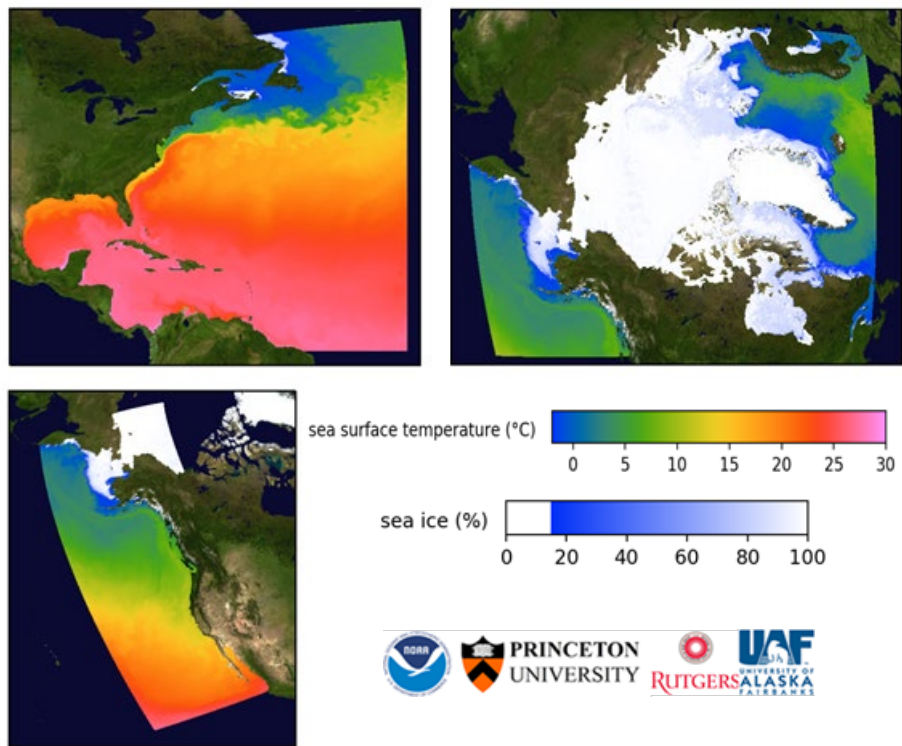 sea surface temperature (°C)
0 5 10 15 20 25 30
sea ice (%)
0 20 40 60 80 100
NOAA
PRINCETON
UNIVERSITY
RUTGERS
UAF
UNIVERSITY OF
ALASKA
FAIRBANKS